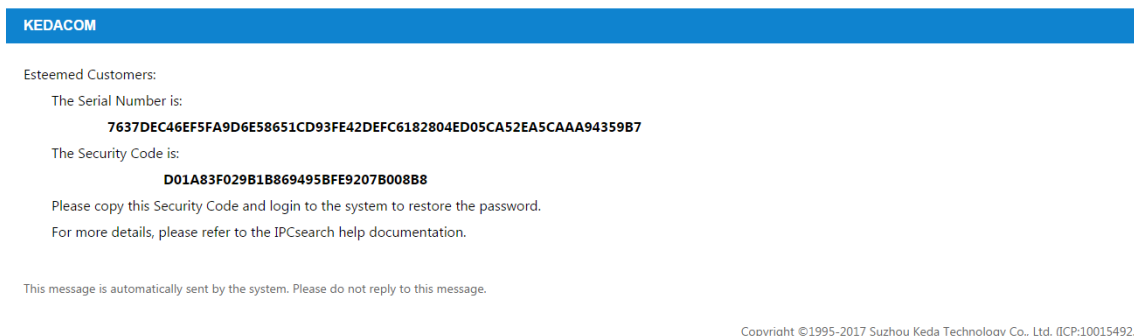 KEDACOM
Esteemed Customers:
The Serial Number is:
7637DEC46EF5FA9D6E58651CD93FE42DEFC6182804ED05CA52EA5CAAA94359B7
The Security Code is:
D01A83F029B1B869495BFE9207B008B8
Please copy this Security Code and login to the system to restore the password.
For more details, please refer to the IPCsearch help documentation.
This message is automatically sent by the system. Please do not reply to this message.
Copyright ©1995-2017 Suzhou Keda Technology Co., Ltd. (ICP:10015492